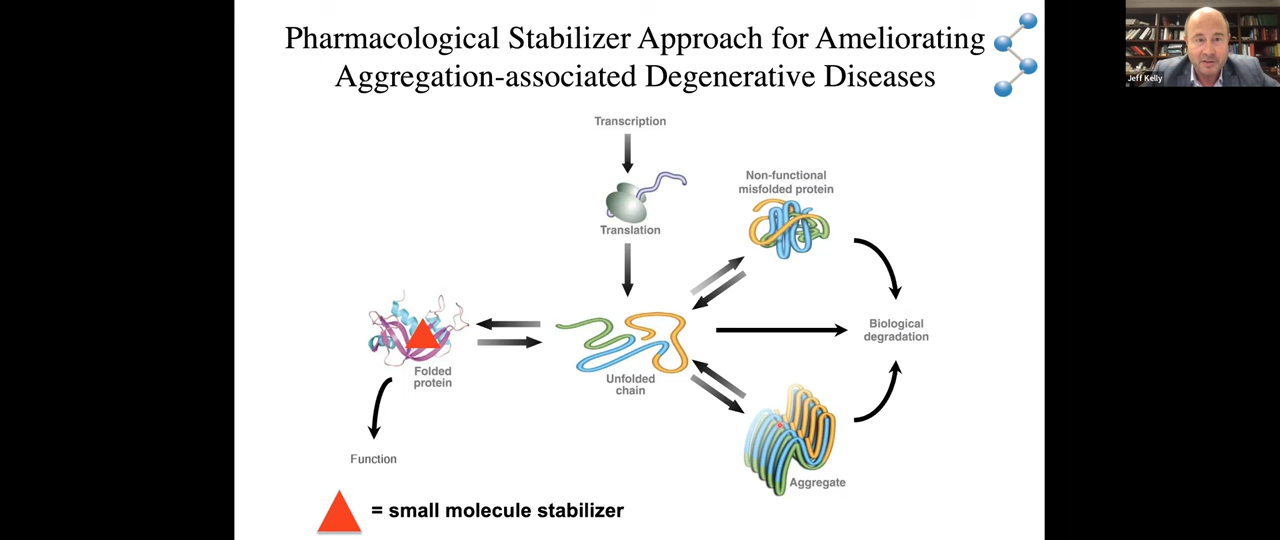 Pharmacological Stabilizer Approach for Ameliorating
Aggregation-associated Degenerative Diseases
Jeff Kelly
Transcription
Non-functional
misfolded protein
Translation
Biological
degradation
Folded
protein
Unfolded
chain
Function
Aggregate
= small molecule stabilizer